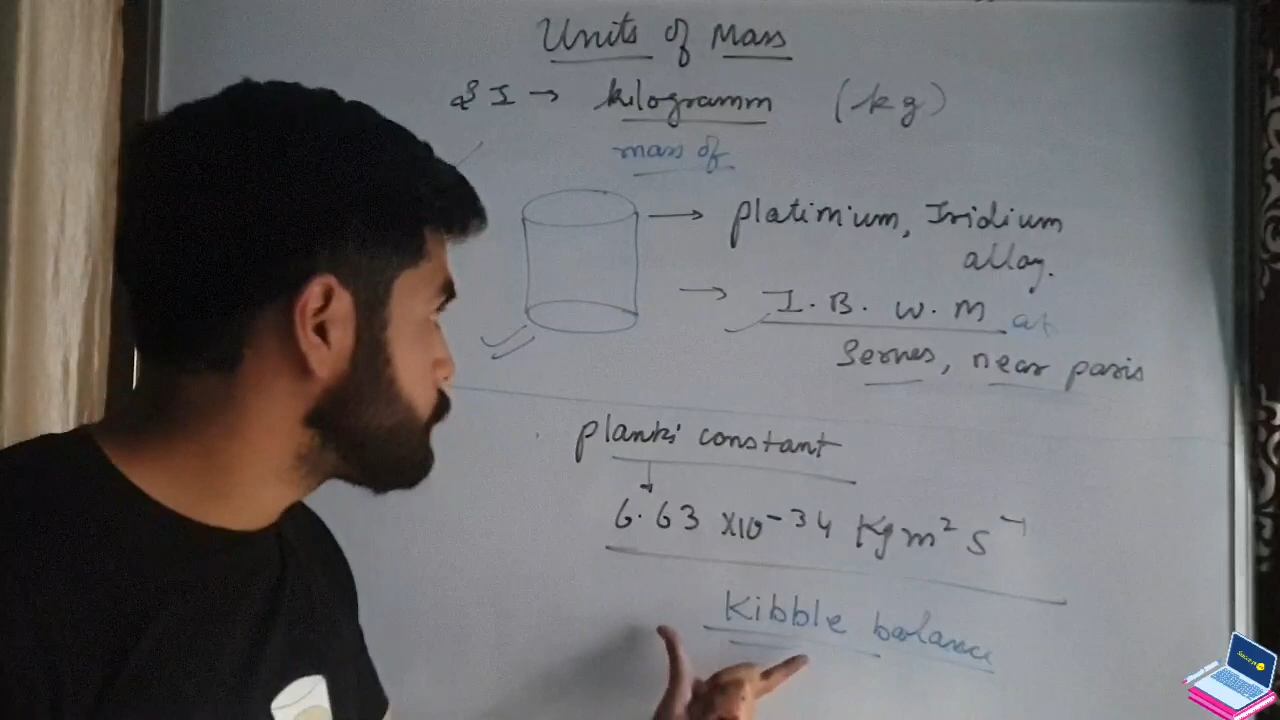 Units of Mass
SI → kilogramm (kg)
mass of
→ platinium, Iridium
alloy.
→ I. B. W. M at
Serves, near paris
planks constant
6.63 x10-34 Kgm² s-1
Kibble balance